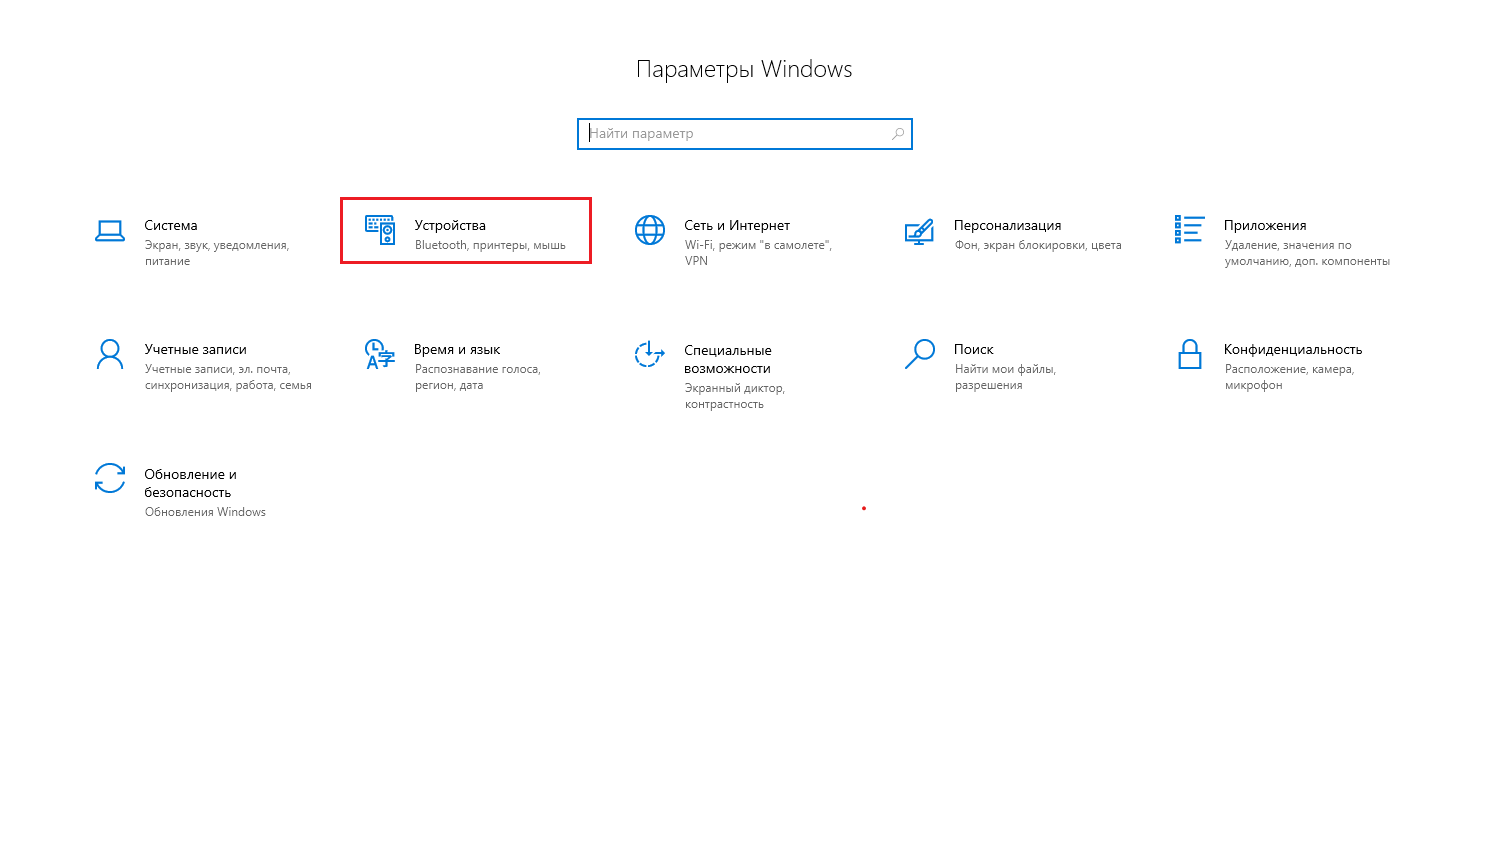 Параметры Windows
Найти параметр
Система
Экран, звук, уведомления,
питание
Устройства
Bluetooth, принтеры, мышь
Сеть и Интернет
Wi-Fi, режим "в самолете",
VPN
Персонализация
Фон, экран блокировки, цвета
Приложения
Удаление, значения по
умолчанию, доп. компоненты
Учетные записи
Учетные записи, эл. почта,
синхронизация, работа, семья
Время и язык
Распознавание голоса,
регион, дата
Специальные
возможности
Экранный диктор,
контрастность
Поиск
Найти мои файлы,
разрешения
Конфиденциальность
Расположение, камера,
микрофон
Обновление и
безопасность
Обновления Windows